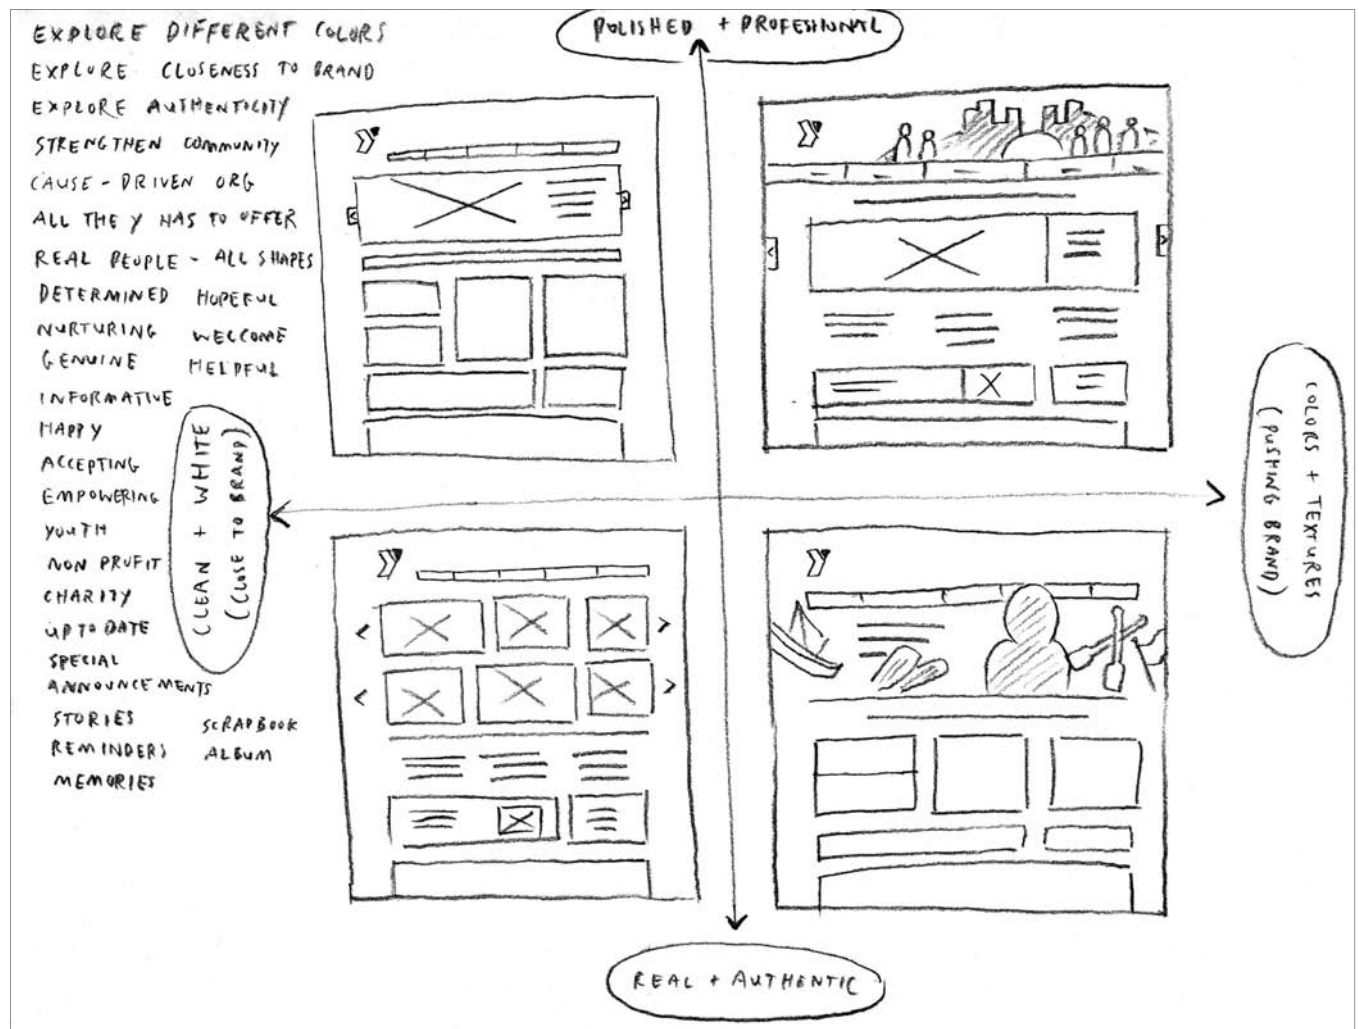 EXPLORE DIFFERENT COLORS
EXPLORE CLOSENESS TO BRAND
EXPLORE AUTHENTICITY
STRENGTHEN COMMUNITY
CAUSE-DRIVEN ORG
ALL THE Y HAS TO OFFER
REAL PEOPLE - ALL SHAPES
DETERMINED HOPEFUL
NURTURING WELCOME
GENUINE HELPFUL
INFORMATIVE
HAPPY
ACCEPTING
EMPOWERING
YOUTH
NON PROFIT
CHARITY
UP TO DATE
SPECIAL
ANNOUNCEMENTS
STORIES SCRAPBOOK
REMINDERS ALBUM
MEMORIES
POLISHED + PROFESSIONAL
CLEAN + WHITE
(CLOSE TO BRAND)
COLORS + TEXTURES
(PUSHING BRAND)
REAL + AUTHENTIC